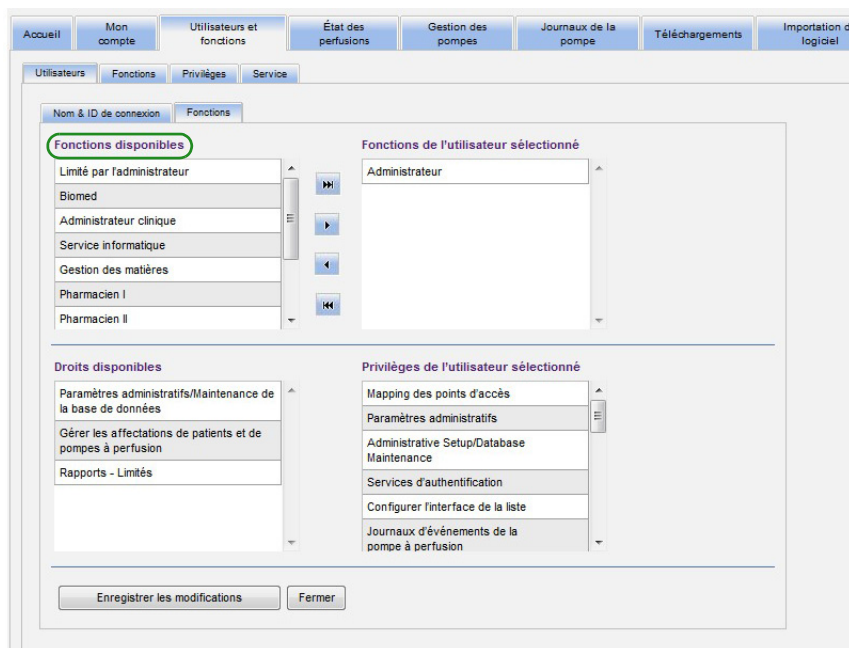 Accueil
Mon compte
Utilisateurs et fonctions
État des perfusions
Gestion des pompes
Journaux de la pompe
Téléchargements
Importation d
logiciel
Utilisateurs
Fonctions
Privilèges
Service
Nom & ID de connexion
Fonctions
Fonctions disponibles
Limité par l'administrateur
Biomed
Administrateur clinique
Service informatique
Gestion des matières
Pharmacien I
Pharmacien II
Fonctions de l'utilisateur sélectionné
Administrateur
Droits disponibles
Paramètres administratifs/Maintenance de
la base de données
Gérer les affectations de patients et de
pompes à perfusion
Rapports - Limités
Privilèges de l'utilisateur sélectionné
Mapping des points d'accès
Paramètres administratifs
Administrative Setup/Database
Maintenance
Services d'authentification
Configurer l'interface de la liste
Journaux d'événements de la
pompe à perfusion
Enregistrer les modifications
Fermer